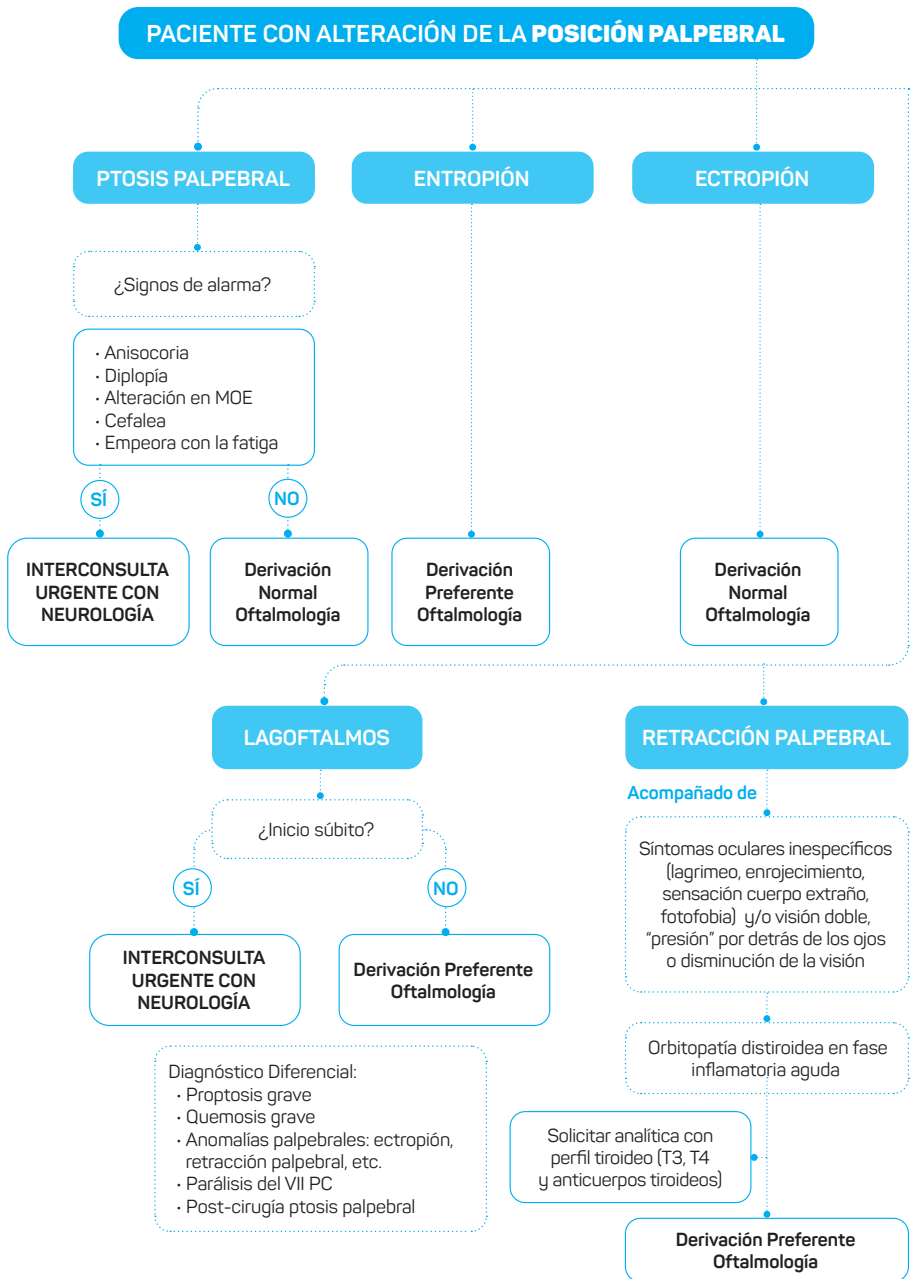 PACIENTE CON ALTERACIÓN DE LA POSICIÓN PALPEBRAL
PTOSIS PALPEBRAL
ENTROPIÓN
ECTROPIÓN
¿Signos de alarma?
· Anisocoria
· Diplopía
· Alteración en MOE
· Cefalea
· Empeora con la fatiga
SÍ
NO
INTERCONSULTA
URGENTE CON
NEUROLOGÍA
Derivación
Normal
Oftalmología
Derivación
Preferente
Oftalmología
Derivación
Normal
Oftalmología
LAGOFTALMOS
RETRACCIÓN PALPEBRAL
¿Inicio súbito?
SÍ
NO
INTERCONSULTA
URGENTE CON
NEUROLOGÍA
Derivación Preferente
Oftalmología
Diagnóstico Diferencial:
· Proptosis grave
· Quemosis grave
· Anomalías palpebrales: ectropión,
retracción palpebral, etc.
· Parálisis del VII PC
· Post-cirugía ptosis palpebral
Acompañado de
Síntomas oculares inespecíficos
(lagrimeo, enrojecimiento,
sensación cuerpo extraño,
fotofobia) y/o visión doble,
“presión” por detrás de los ojos
o disminución de la visión
Orbitopatía distiroidea en fase
inflamatoria aguda
Solicitar analítica con
perfil tiroideo (T3, T4
y anticuerpos tiroideos)
Derivación Preferente
Oftalmología